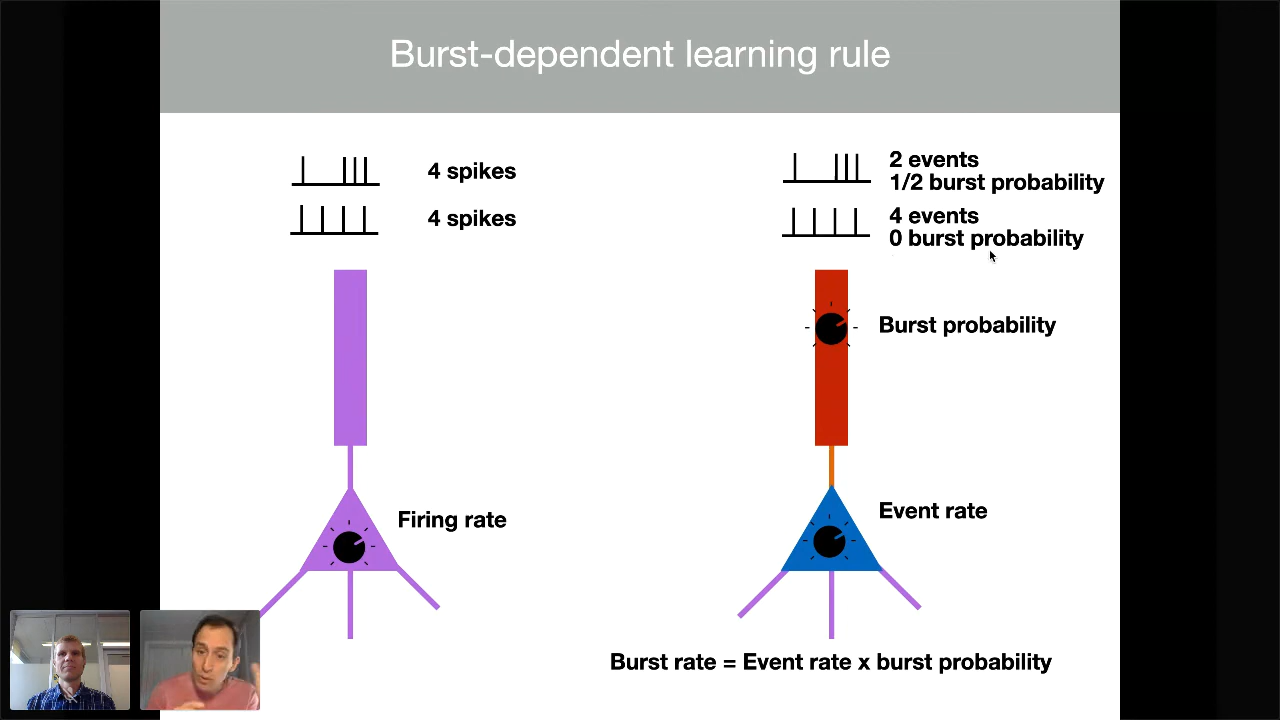 Burst-dependent learning rule
4 spikes
4 spikes
2 events
1/2 burst probability
4 events
0 burst probability
Burst probability
Firing rate
Event rate
Burst rate = Event rate x burst probability